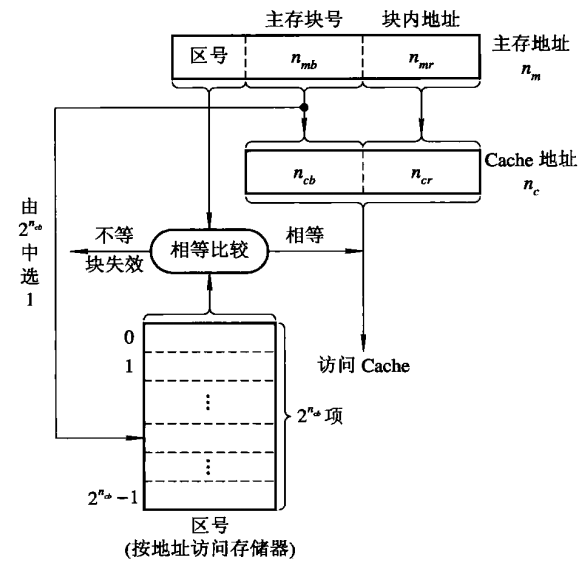 主存块号 块内地址
区号 n_{mb} n_{mr} 主存地址
n_m
n_{cb} n_{cr} Cache 地址
n_c
由
2^{n_{cb}}
中
选
1
不等
块失效
相等比较
相等
访问 Cache
0
1
⋮
⋮
2^{n_{cb}}-1
2^{n_{cb}} 项
区号
(按地址访问存储器)